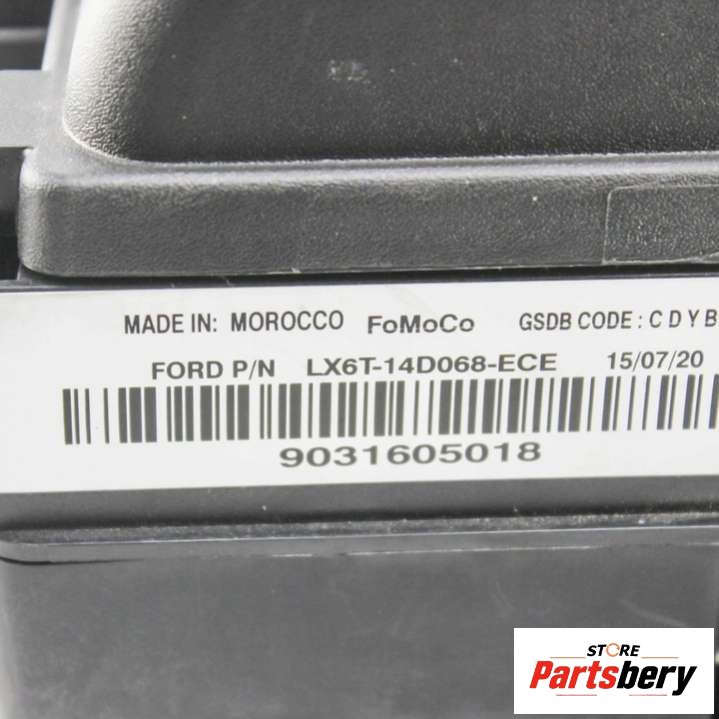 MADE IN: MOROCCO FoMoCo GSDB CODE : C D Y B
FORD P/N LX6T-14D068-ECE 15/07/20
9031605018
STORE
Partsbery